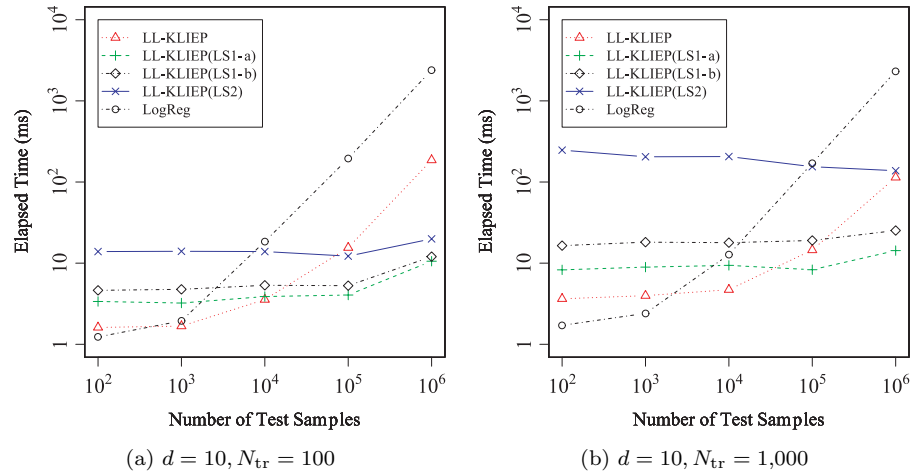 10^4
10^3
10^2
10
1
Elapsed Time (ms)
LL-KLIEP
LL-KLIEP(LS1-a)
LL-KLIEP(LS1-b)
LL-KLIEP(LS2)
LogReg
10^2 10^3 10^4 10^5 10^6
Number of Test Samples
(a) d = 10, N_tr = 100
10^4
10^3
10^2
10
1
Elapsed Time (ms)
LL-KLIEP
LL-KLIEP(LS1-a)
LL-KLIEP(LS1-b)
LL-KLIEP(LS2)
LogReg
10^2 10^3 10^4 10^5 10^6
Number of Test Samples
(b) d = 10, N_tr = 1,000